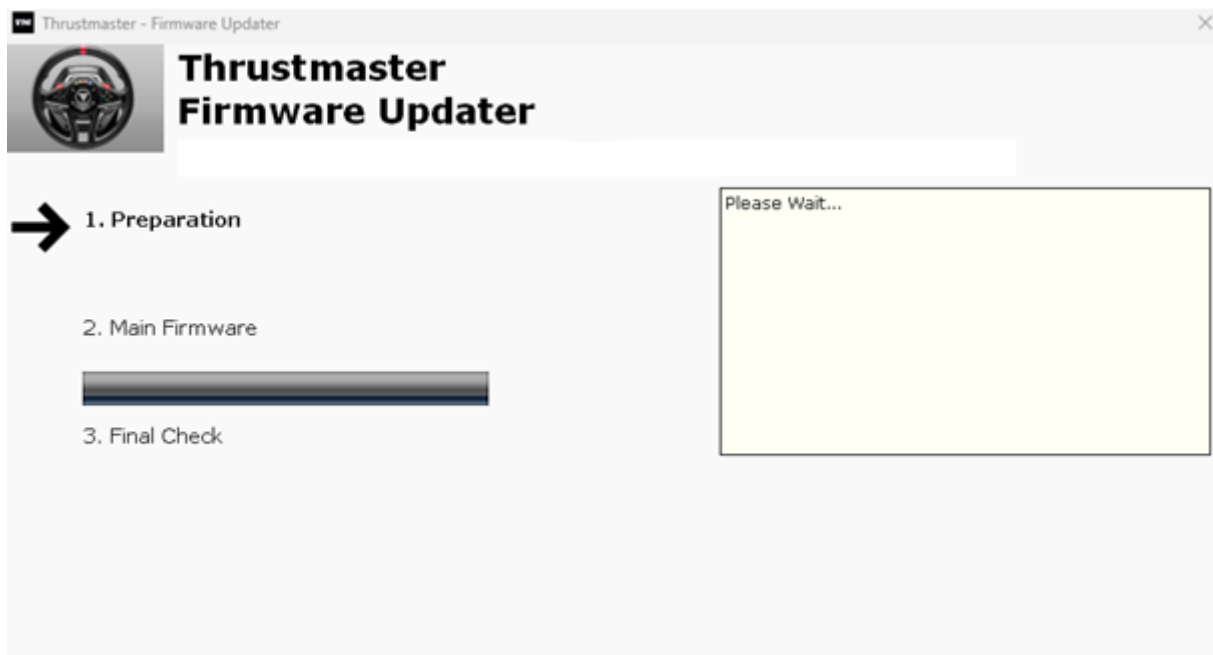 Thrustmaster - Firmware Updater
Thrustmaster
Firmware Updater
1. Preparation
Please Wait...
2. Main Firmware
3. Final Check